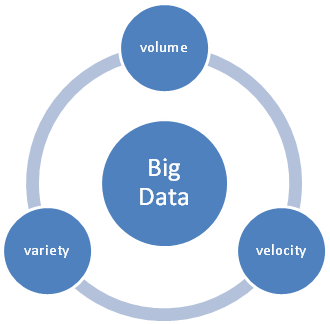 volume
Big
Data
variety
velocity